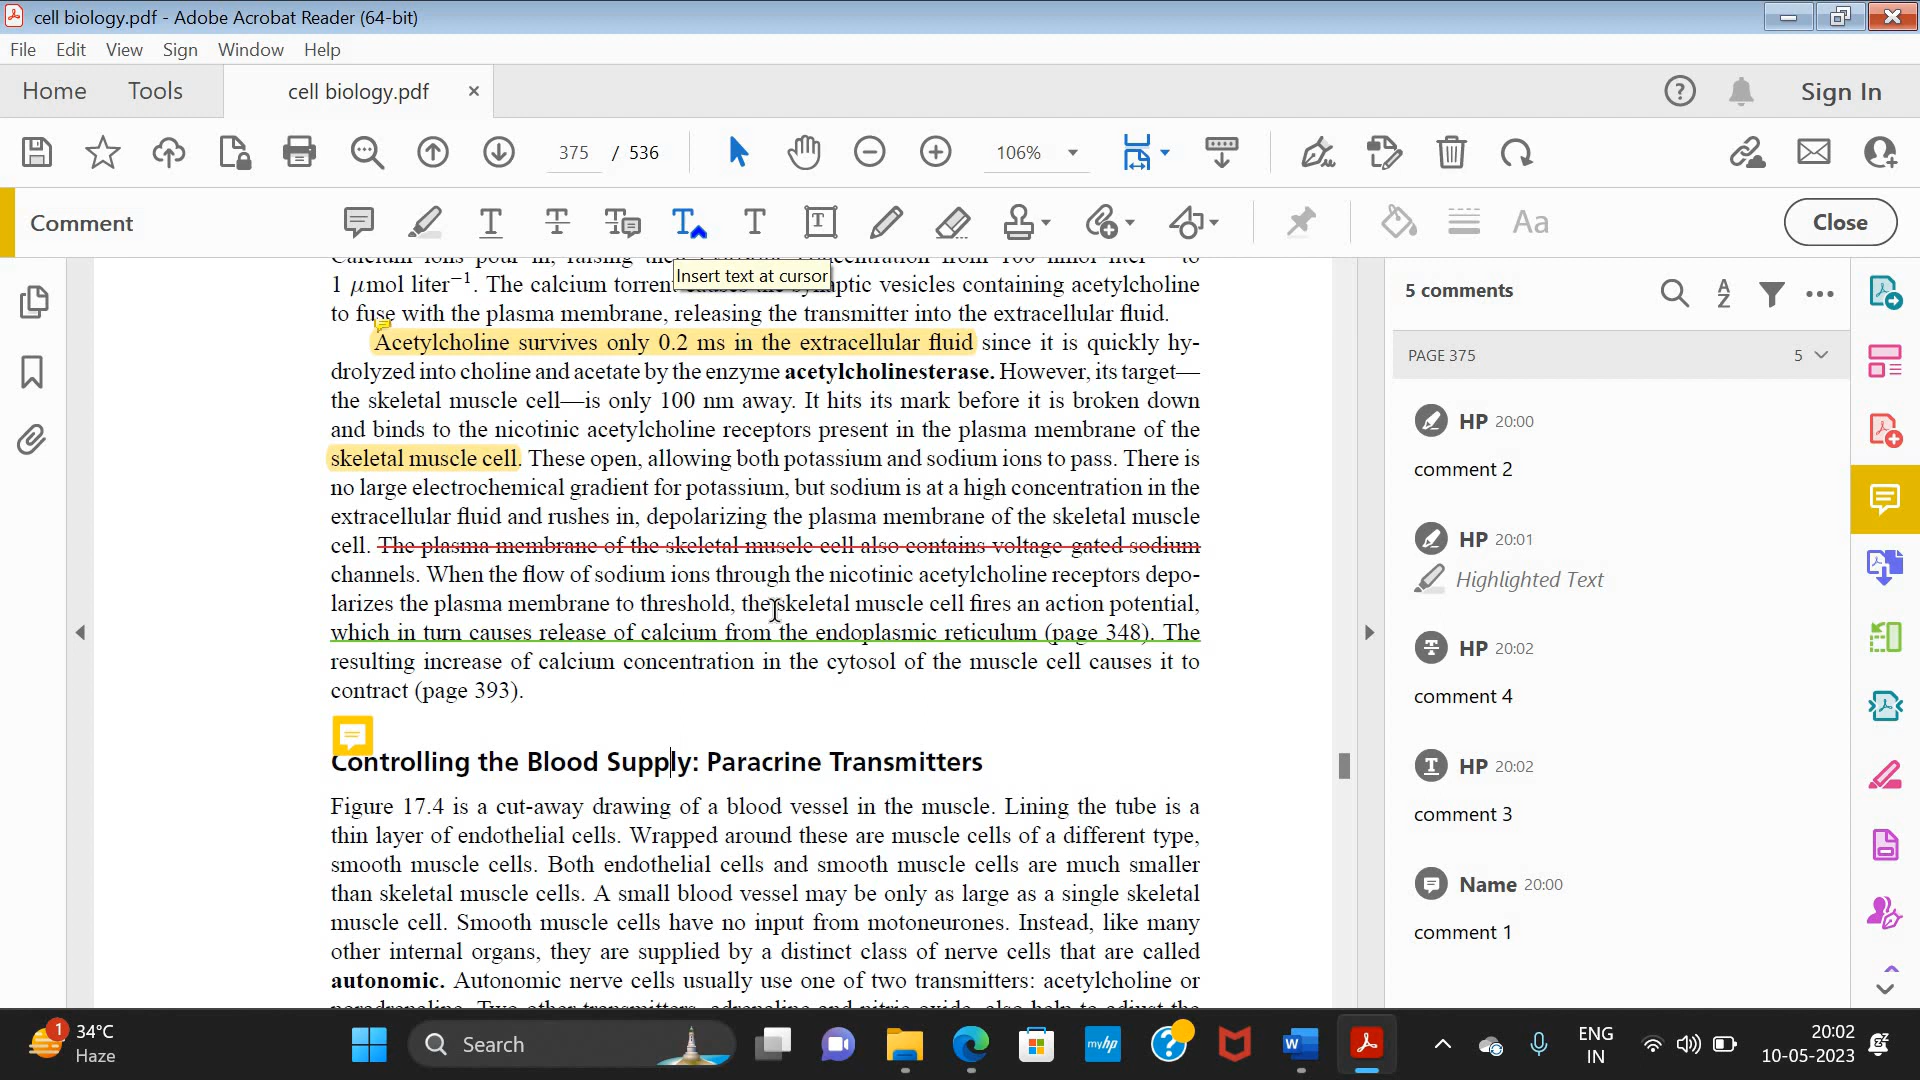 cell biology.pdf - Adobe Acrobat Reader (64-bit)
File Edit View Sign Window Help
Home Tools cell biology.pdf × Sign In
375 / 536 106%
Comment Close
Insert text at cursor
1 μmol liter⁻¹. The calcium torrent causes the synaptic vesicles containing acetylcholine
to fuse with the plasma membrane, releasing the transmitter into the extracellular fluid.
Acetylcholine survives only 0.2 ms in the extracellular fluid since it is quickly hy-
drolyzed into choline and acetate by the enzyme acetylcholinesterase. However, its target—
the skeletal muscle cell—is only 100 nm away. It hits its mark before it is broken down
and binds to the nicotinic acetylcholine receptors present in the plasma membrane of the
skeletal muscle cell. These open, allowing both potassium and sodium ions to pass. There is
no large electrochemical gradient for potassium, but sodium is at a high concentration in the
extracellular fluid and rushes in, depolarizing the plasma membrane of the skeletal muscle
cell. The plasma membrane of the skeletal muscle cell also contains voltage-gated sodium
channels. When the flow of sodium ions through the nicotinic acetylcholine receptors depo-
larizes the plasma membrane to threshold, the skeletal muscle cell fires an action potential,
which in turn causes release of calcium from the endoplasmic reticulum (page 348). The
resulting increase of calcium concentration in the cytosol of the muscle cell causes it to
contract (page 393).
Controlling the Blood Supply: Paracrine Transmitters
Figure 17.4 is a cut-away drawing of a blood vessel in the muscle. Lining the tube is a
thin layer of endothelial cells. Wrapped around these are muscle cells of a different type,
smooth muscle cells. Both endothelial cells and smooth muscle cells are much smaller
than skeletal muscle cells. A small blood vessel may be only as large as a single skeletal
muscle cell. Smooth muscle cells have no input from motoneurones. Instead, like many
other internal organs, they are supplied by a distinct class of nerve cells that are called
autonomic. Autonomic nerve cells usually use one of two transmitters: acetylcholine or
5 comments
PAGE 375 5
HP 20:00
comment 2
HP 20:01
Highlighted Text
HP 20:02
comment 4
HP 20:02
comment 3
Name 20:00
comment 1
1 34°C
Haze
Search
myhp
ENG
IN
20:02
10-05-2023